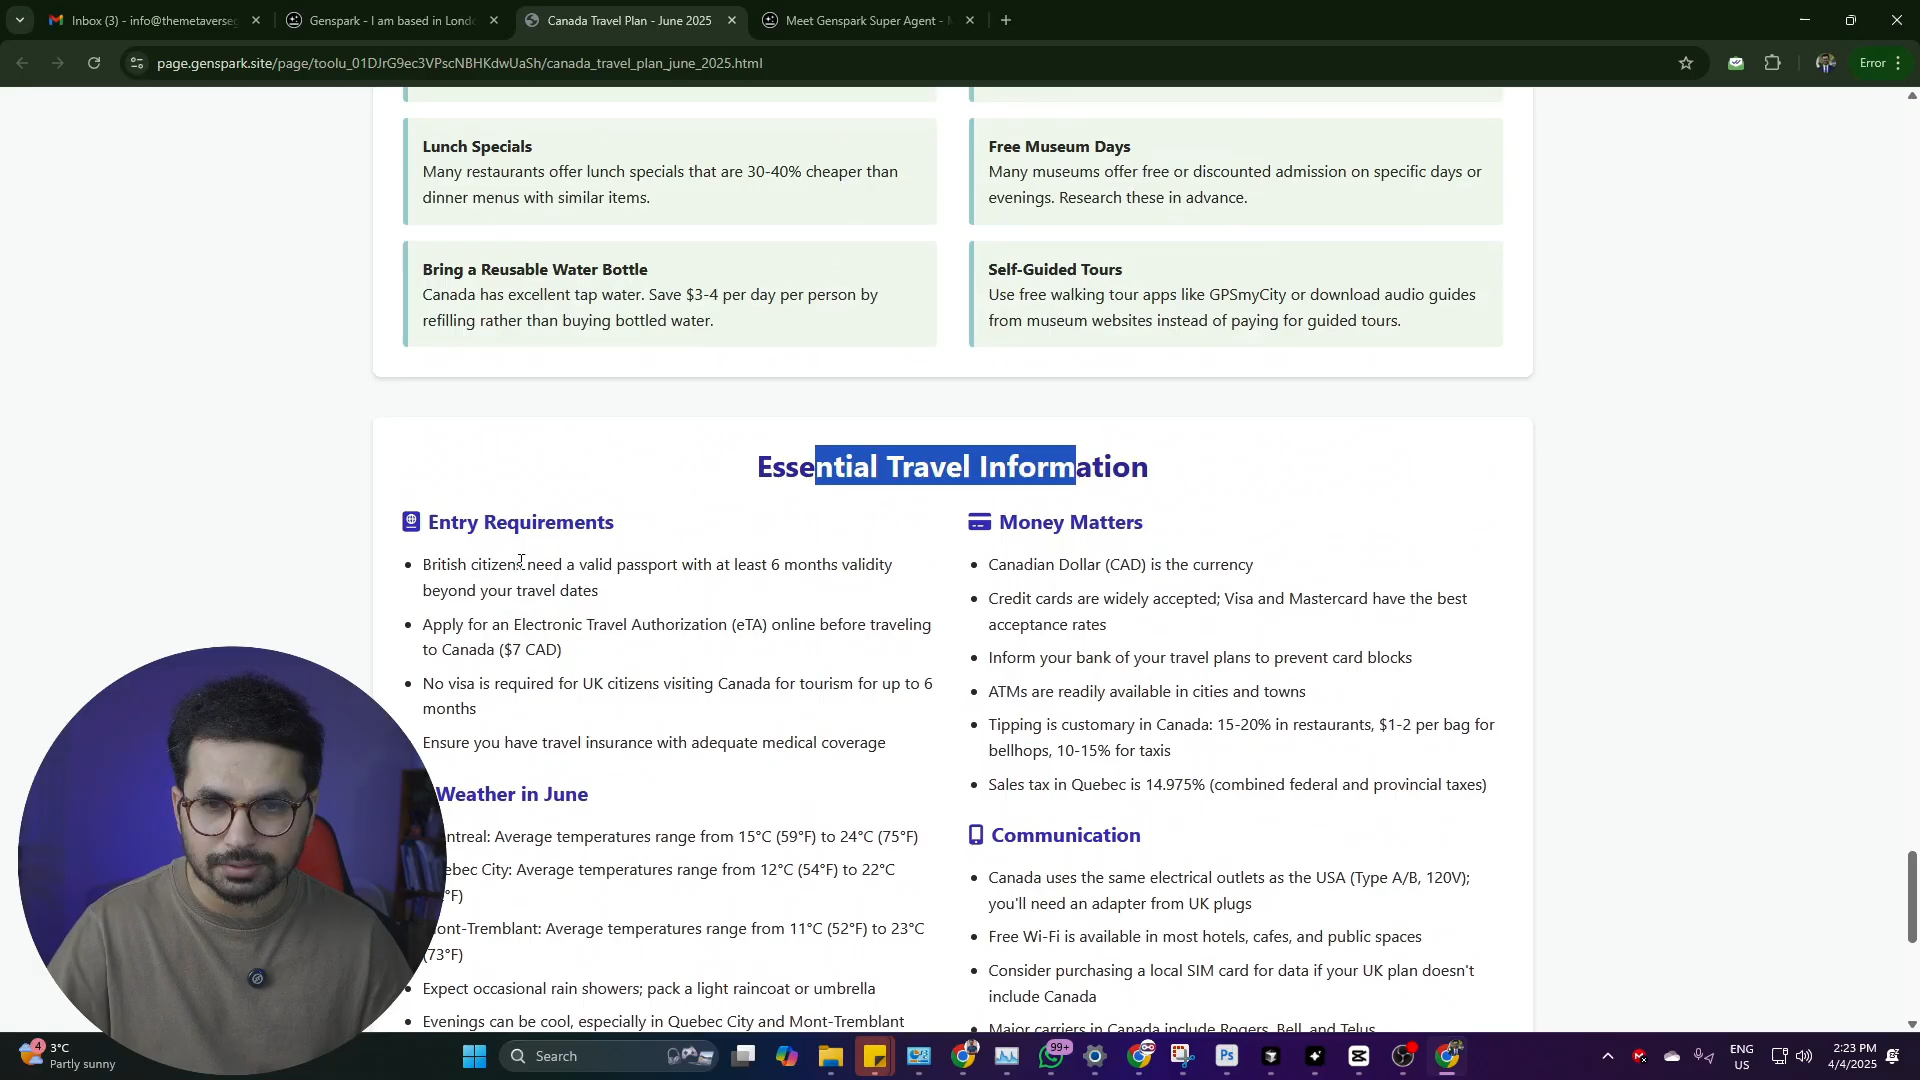 Inbox (3) - info@themetaverseg
Genspark - I am based in Lond
Canada Travel Plan - June 2025
Meet Genspark Super Agent -
page.genspark.site/page/toolu_01DJrG9ec3VPscNBHKdwUaSh/canada_travel_plan_june_2025.html
Error
Lunch Specials
Many restaurants offer lunch specials that are 30-40% cheaper than
dinner menus with similar items.
Free Museum Days
Many museums offer free or discounted admission on specific days or
evenings. Research these in advance.
Bring a Reusable Water Bottle
Canada has excellent tap water. Save $3-4 per day per person by
refilling rather than buying bottled water.
Self-Guided Tours
Use free walking tour apps like GPSmyCity or download audio guides
from museum websites instead of paying for guided tours.
Essential Travel Information
Entry Requirements
British citizens need a valid passport with at least 6 months validity
beyond your travel dates
Apply for an Electronic Travel Authorization (eTA) online before traveling
to Canada ($7 CAD)
No visa is required for UK citizens visiting Canada for tourism for up to 6
months
Ensure you have travel insurance with adequate medical coverage
Weather in June
ntreal: Average temperatures range from 15°C (59°F) to 24°C (75°F)
ebec City: Average temperatures range from 12°C (54°F) to 22°C
°F)
ont-Tremblant: Average temperatures range from 11°C (52°F) to 23°C
(73°F)
Expect occasional rain showers; pack a light raincoat or umbrella
Evenings can be cool, especially in Quebec City and Mont-Tremblant
Money Matters
Canadian Dollar (CAD) is the currency
Credit cards are widely accepted; Visa and Mastercard have the best
acceptance rates
Inform your bank of your travel plans to prevent card blocks
ATMs are readily available in cities and towns
Tipping is customary in Canada: 15-20% in restaurants, $1-2 per bag for
bellhops, 10-15% for taxis
Sales tax in Quebec is 14.975% (combined federal and provincial taxes)
Communication
Canada uses the same electrical outlets as the USA (Type A/B, 120V);
you'll need an adapter from UK plugs
Free Wi-Fi is available in most hotels, cafes, and public spaces
Consider purchasing a local SIM card for data if your UK plan doesn't
include Canada
Major carriers in Canada include Rogers, Bell, and Telus
4
3°C
Partly sunny
Search
99+
Ps
ENG
US
2:23 PM
4/4/2025